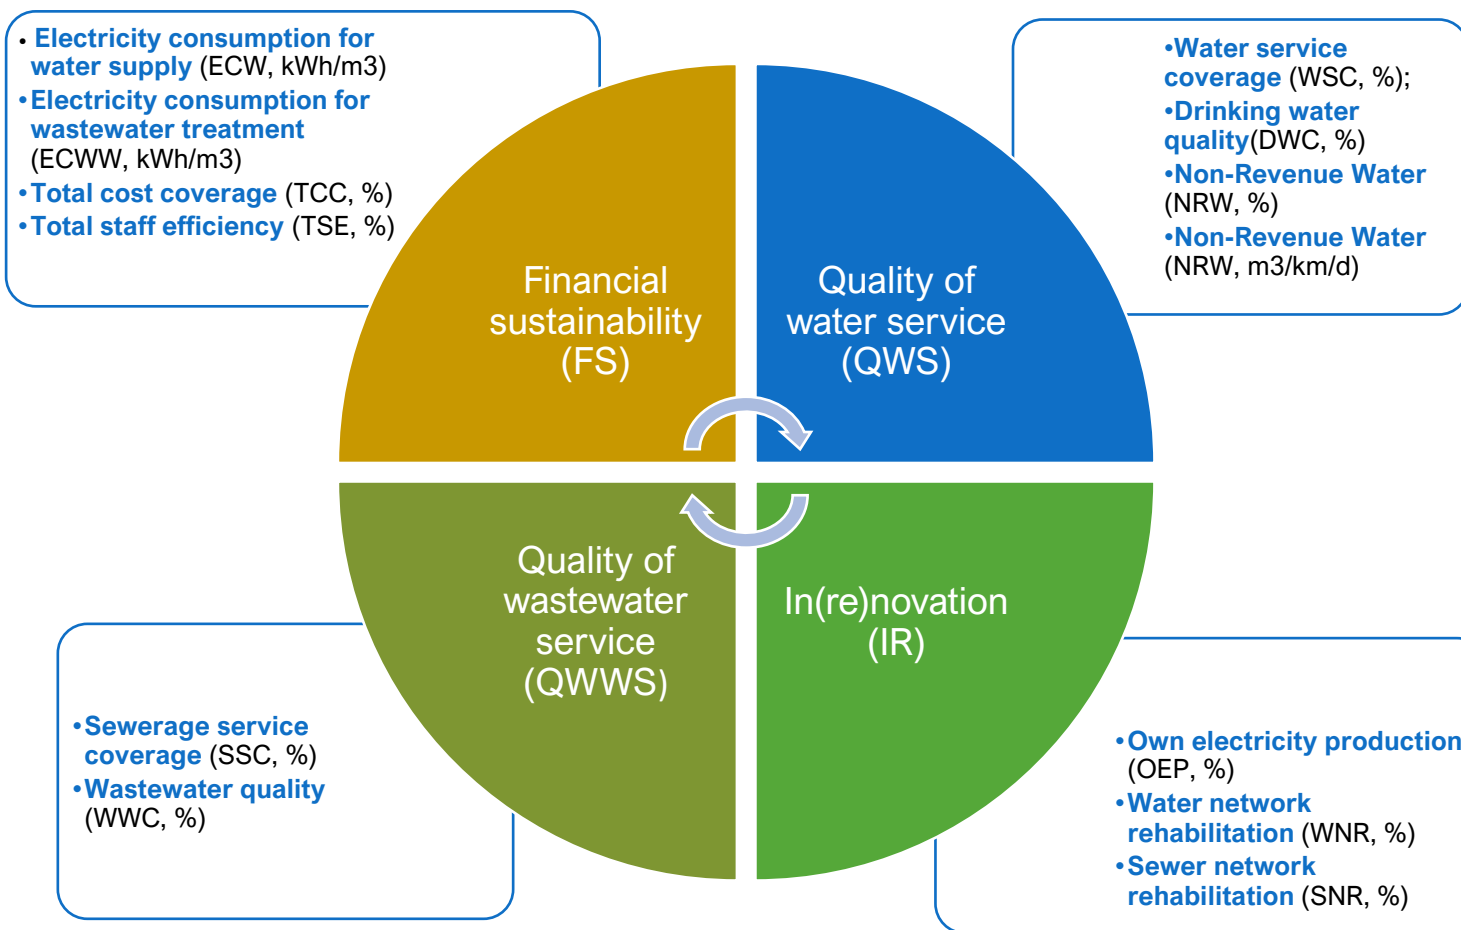 • Electricity consumption for
water supply (ECW, kWh/m3)
•Electricity consumption for
wastewater treatment
(ECWW, kWh/m3)
•Total cost coverage (TCC, %)
•Total staff efficiency (TSE, %)
•Water service
coverage (WSC, %);
•Drinking water
quality(DWC, %)
•Non-Revenue Water
(NRW, %)
•Non-Revenue Water
(NRW, m3/km/d)
Financial
sustainability
(FS)
Quality of
water service
(QWS)
Quality of
wastewater
service
(QWWS)
In(re)novation
(IR)
•Sewerage service
coverage (SSC, %)
•Wastewater quality
(WWC, %)
•Own electricity production
(OEP, %)
•Water network
rehabilitation (WNR, %)
•Sewer network
rehabilitation (SNR, %)